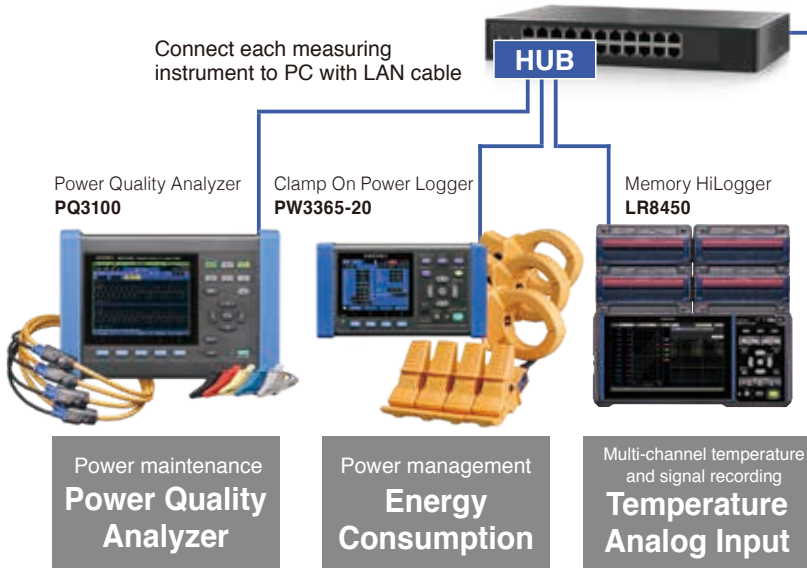 Connect each measuring
instrument to PC with LAN cable
HUB
Power Quality Analyzer
PQ3100
Clamp On Power Logger
PW3365-20
Memory HiLogger
LR8450
Power maintenance
Power Quality
Analyzer
Power management
Energy
Consumption
Multi-channel temperature
and signal recording
Temperature
Analog Input